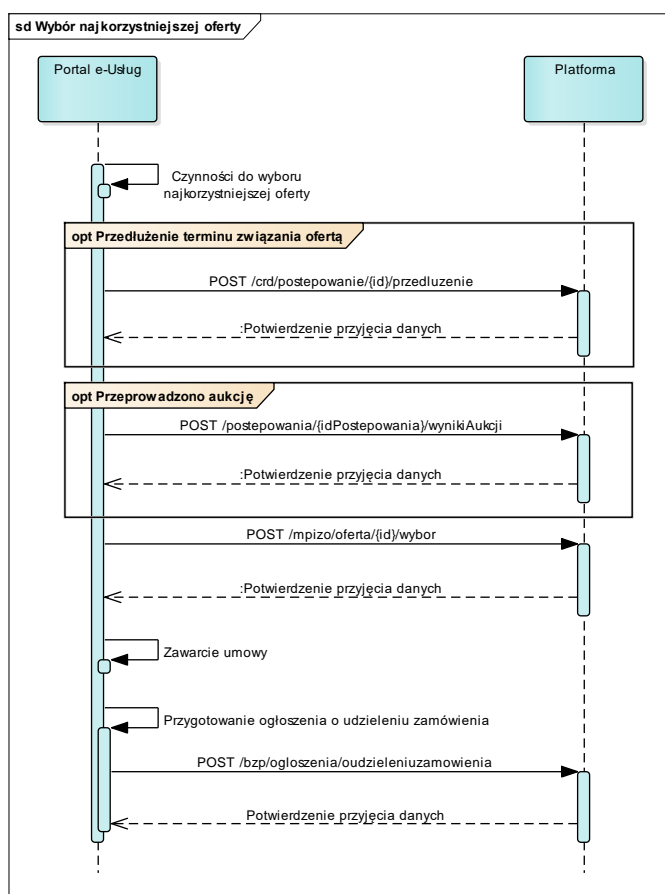 sd Wybór najkorzystniejszej oferty
Portal e-Usług
Platforma
Czynności do wyboru
najkorzystniejszej oferty
opt Przedłużenie terminu związania ofertą
POST /crd/postepowanie/{id}/przedluzenie
:Potwierdzenie przyjęcia danych
opt Przeprowadzono aukcję
POST /postepowania/{idPostepowania}/wynikiAukcji
:Potwierdzenie przyjęcia danych
POST /mpizo/oferta/{id}/wybor
:Potwierdzenie przyjęcia danych
Zawarcie umowy
Przygotowanie ogłoszenia o udzieleniu zamówienia
POST /bzp/ogloszenia/oudzieleniuzamowienia
Potwierdzenie przyjęcia danych